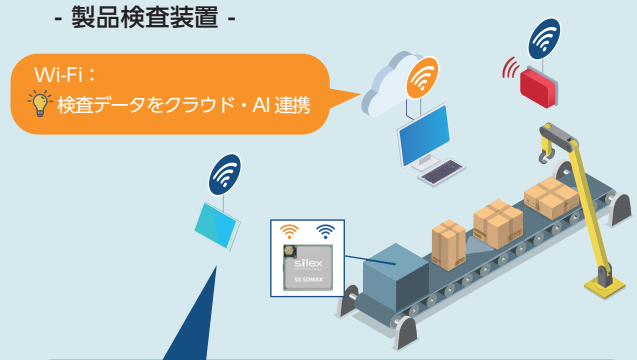 - 製品検査装置 -
Wi-Fi：
検査データをクラウド・AI 連携
silex
SX-SDMAX